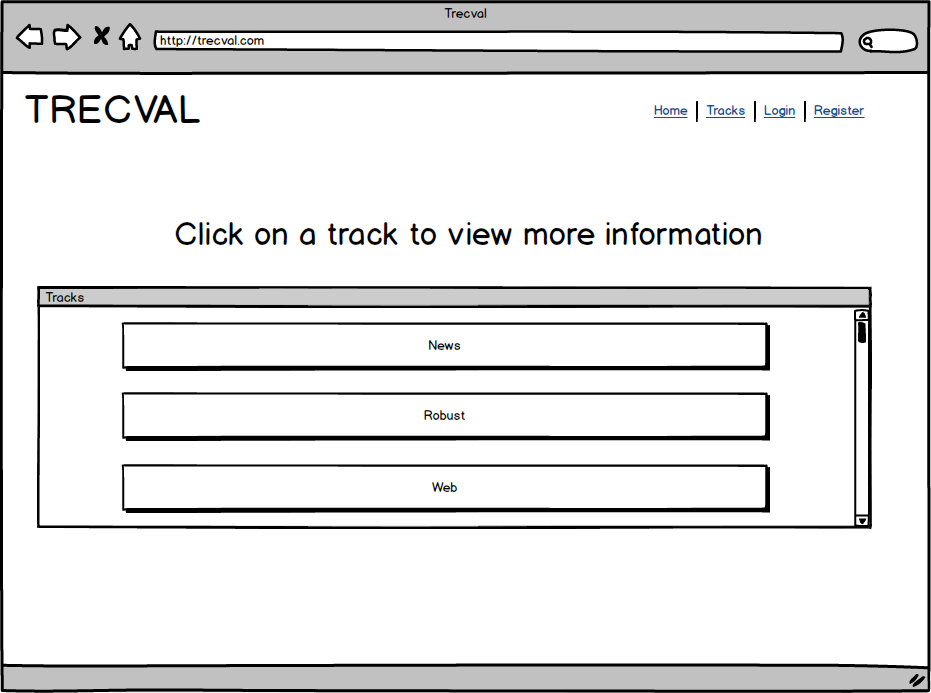 Trecval
http://trecval.com
TRECVAL
Home | Tracks | Login | Register
Click on a track to view more information
Tracks
News
Robust
Web